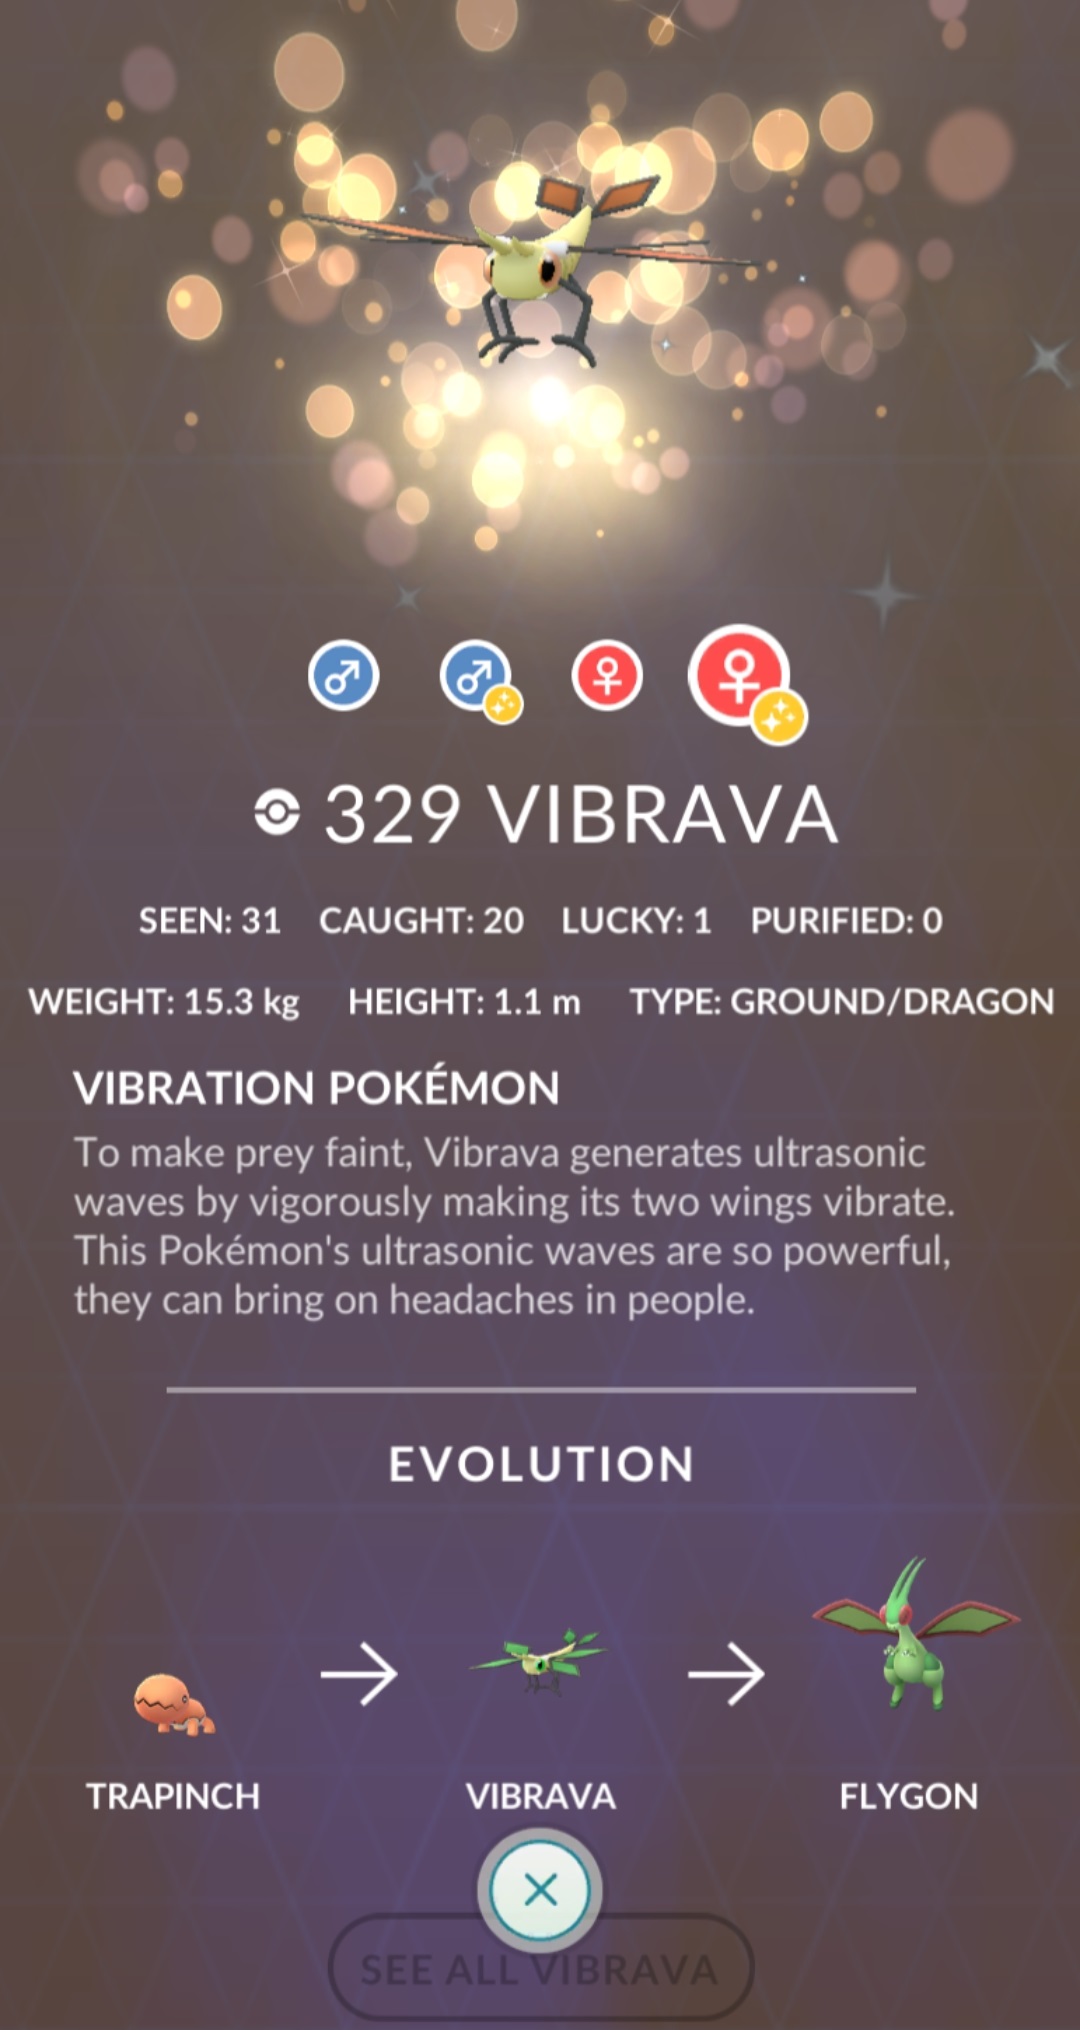 329 VIBRAVA
SEEN: 31 CAUGHT: 20 LUCKY: 1 PURIFIED: 0
WEIGHT: 15.3 kg HEIGHT: 1.1 m TYPE: GROUND/DRAGON
VIBRATION POKÉMON
To make prey faint, Vibrava generates ultrasonic
waves by vigorously making its two wings vibrate.
This Pokémon's ultrasonic waves are so powerful,
they can bring on headaches in people.
EVOLUTION
TRAPINCH VIBRAVA FLYGON
SEE ALL VIBRAVA